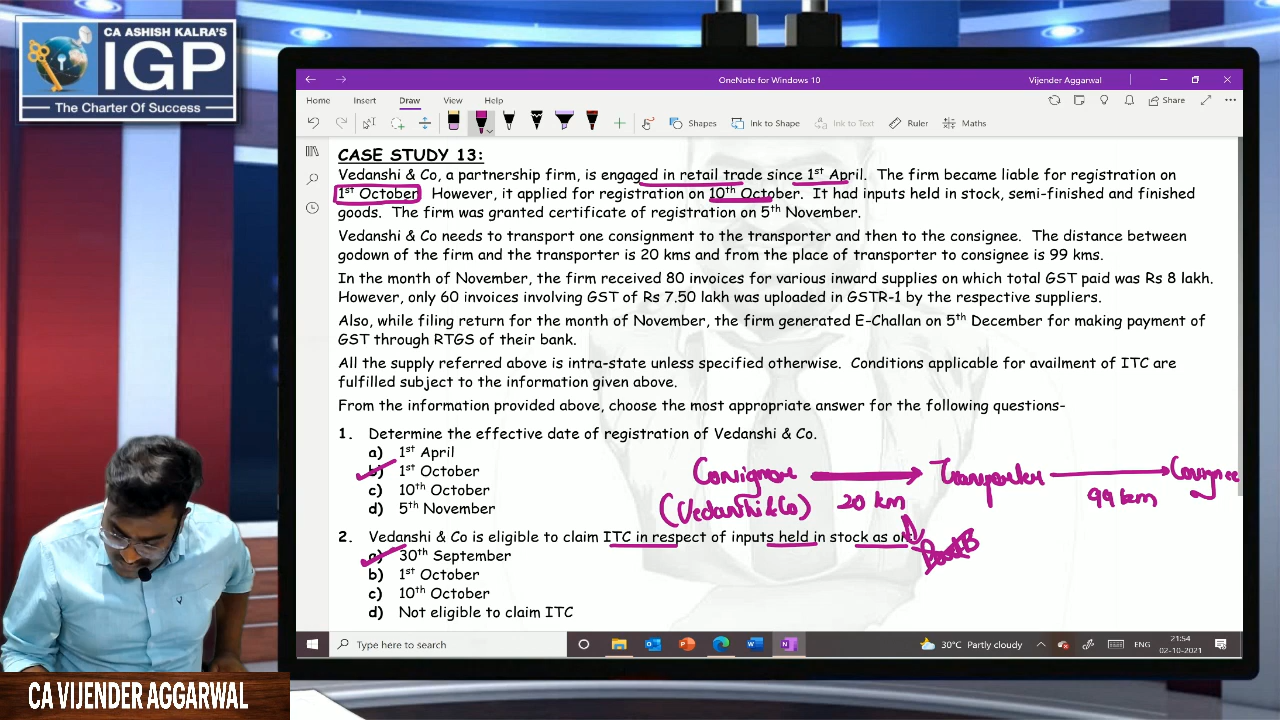 CA ASHISH KALRA'S
IGP
The Charter Of Success
OneNote for Windows 10
Vijender Aggarwal
Home Insert Draw View Help
Share
Shapes Ink to Shape Ink to Text Ruler Maths
CASE STUDY 13:
Vedanshi & Co, a partnership firm, is engaged in retail trade since 1st April. The firm became liable for registration on
1st October. However, it applied for registration on 10th October. It had inputs held in stock, semi-finished and finished
goods. The firm was granted certificate of registration on 5th November.
Vedanshi & Co needs to transport one consignment to the transporter and then to the consignee. The distance between
godown of the firm and the transporter is 20 kms and from the place of transporter to consignee is 99 kms.
In the month of November, the firm received 80 invoices for various inward supplies on which total GST paid was Rs 8 lakh.
However, only 60 invoices involving GST of Rs 7.50 lakh was uploaded in GSTR-1 by the respective suppliers.
Also, while filing return for the month of November, the firm generated E-Challan on 5th December for making payment of
GST through RTGS of their bank.
All the supply referred above is intra-state unless specified otherwise. Conditions applicable for availment of ITC are
fulfilled subject to the information given above.
From the information provided above, choose the most appropriate answer for the following questions-
1. Determine the effective date of registration of Vedanshi & Co.
a) 1st April
b) 1st October
c) 10th October
d) 5th November
Consignor Transporter Consignee
(Vedanshi & Co) 20 km 99 km
2. Vedanshi & Co is eligible to claim ITC in respect of inputs held in stock as on
a) 30th September
b) 1st October
c) 10th October
d) Not eligible to claim ITC
Type here to search
30°C Partly cloudy
ENG
21:54
02-10-2021
CA VIJENDER AGGARWAL